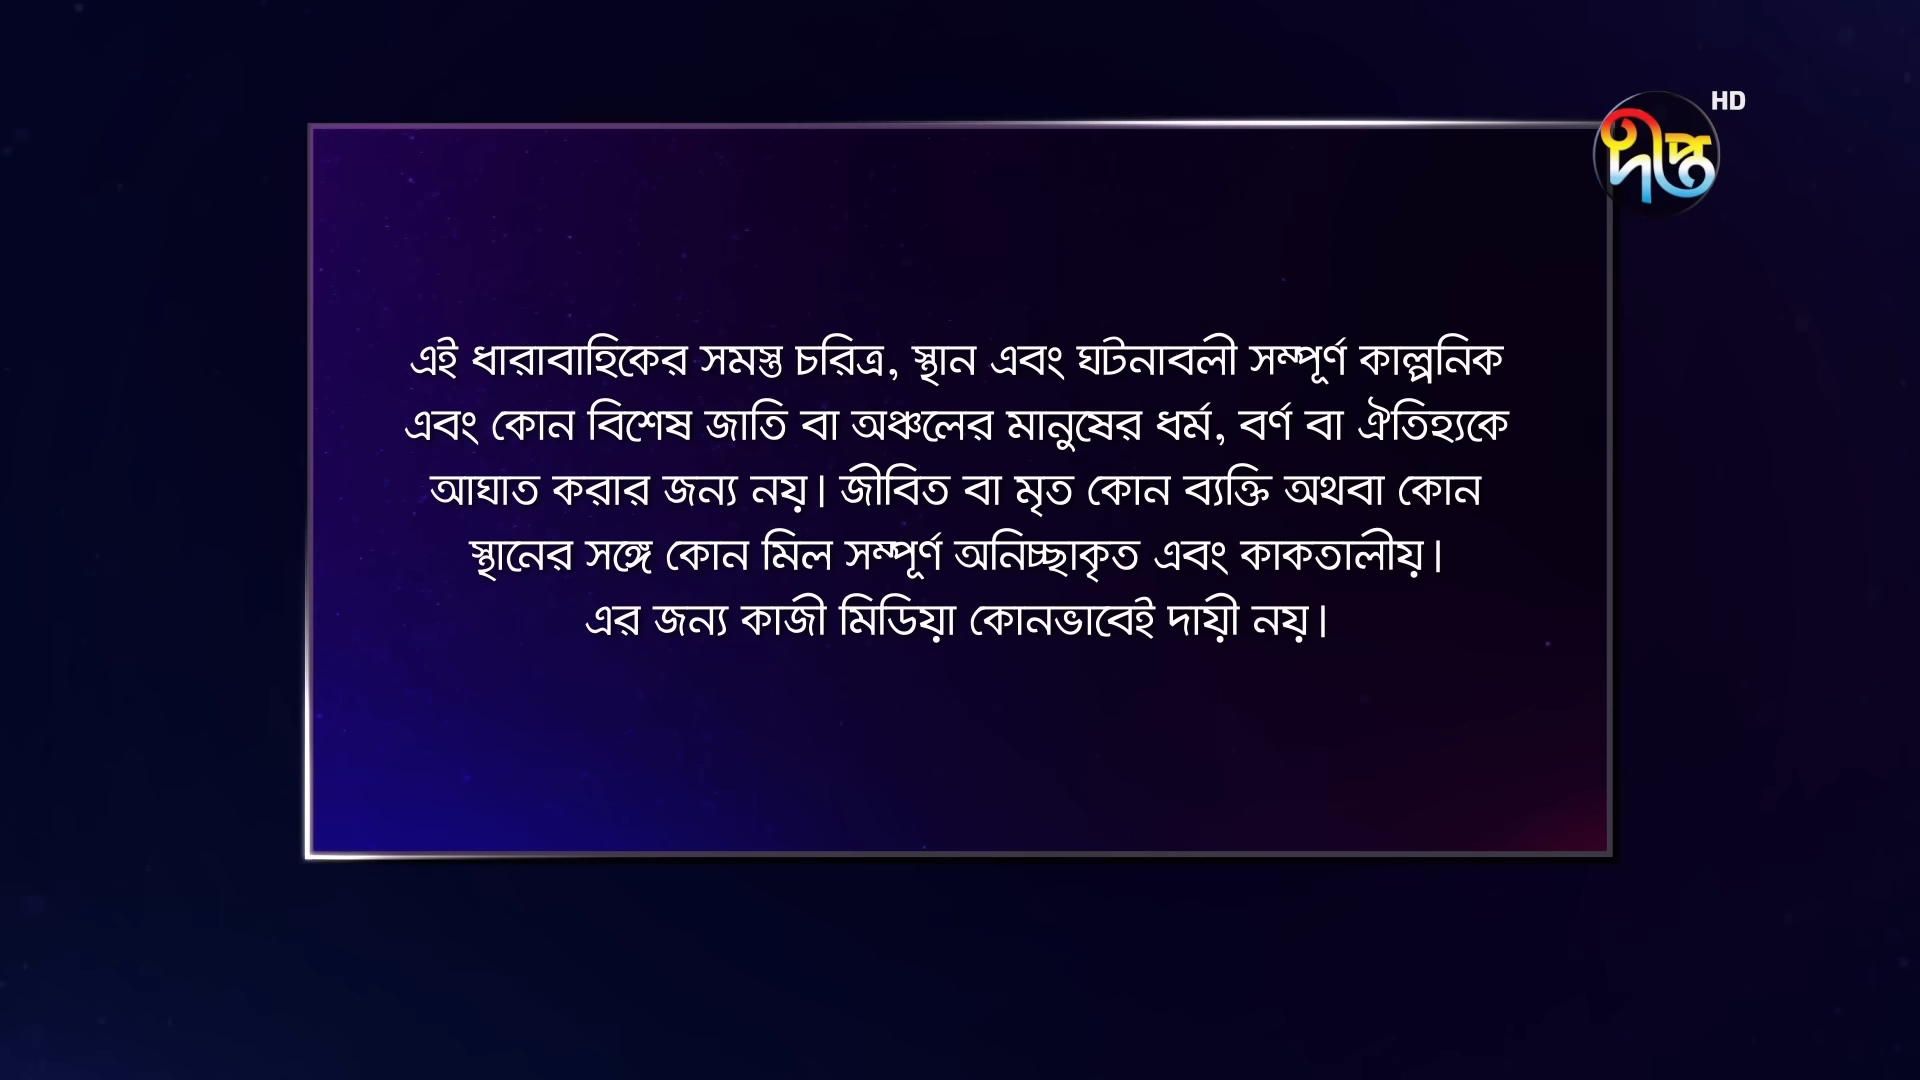 HD
দীপ্ত
এই ধারাবাহিকের সমস্ত চরিত্র, স্থান এবং ঘটনাবলী সম্পূর্ণ কাল্পনিক
এবং কোন বিশেষ জাতি বা অঞ্চলের মানুষের ধর্ম, বর্ণ বা ঐতিহ্যকে
আঘাত করার জন্য নয়। জীবিত বা মৃত কোন ব্যক্তি অথবা কোন
স্থানের সঙ্গে কোন মিল সম্পূর্ণ অনিচ্ছাকৃত এবং কাকতালীয়।
এর জন্য কাজী মিডিয়া কোনভাবেই দায়ী নয়।